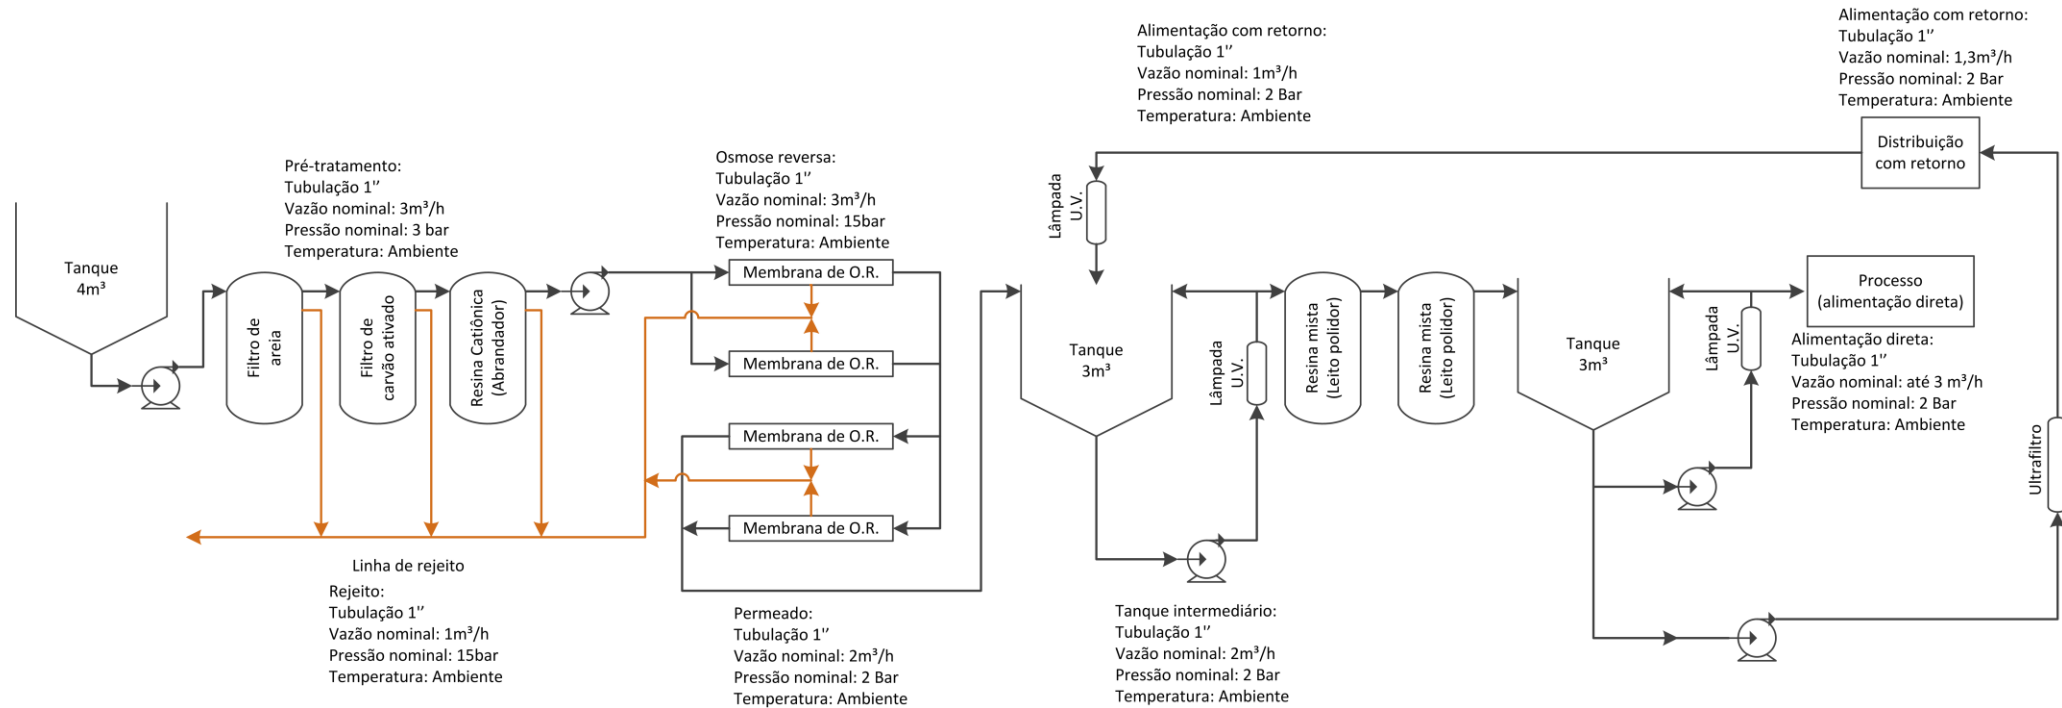 Tanque
4m³
Pré-tratamento:
Tubulação 1''
Vazão nominal: 3m³/h
Pressão nominal: 3 bar
Temperatura: Ambiente
Filtro de
areia
Filtro de
carvão ativado
Resina Catiônica
(Abrandador)
Linha de rejeito
Rejeito:
Tubulação 1''
Vazão nominal: 1m³/h
Pressão nominal: 15bar
Temperatura: Ambiente
Osmose reversa:
Tubulação 1''
Vazão nominal: 3m³/h
Pressão nominal: 15bar
Temperatura: Ambiente
Membrana de O.R.
Membrana de O.R.
Membrana de O.R.
Membrana de O.R.
Permeado:
Tubulação 1''
Vazão nominal: 2m³/h
Pressão nominal: 2 Bar
Temperatura: Ambiente
Alimentação com retorno:
Tubulação 1''
Vazão nominal: 1m³/h
Pressão nominal: 2 Bar
Temperatura: Ambiente
Lâmpada
U.V.
Tanque
3m³
Lâmpada
U.V.
Tanque intermediário:
Tubulação 1''
Vazão nominal: 2m³/h
Pressão nominal: 2 Bar
Temperatura: Ambiente
Resina mista
(Leito polidor)
Resina mista
(Leito polidor)
Tanque
3m³
Lâmpada
U.V.
Alimentação com retorno:
Tubulação 1''
Vazão nominal: 1,3m³/h
Pressão nominal: 2 Bar
Temperatura: Ambiente
Distribuição
com retorno
Processo
(alimentação direta)
Alimentação direta:
Tubulação 1''
Vazão nominal: até 3 m³/h
Pressão nominal: 2 Bar
Temperatura: Ambiente
Ultrafiltro